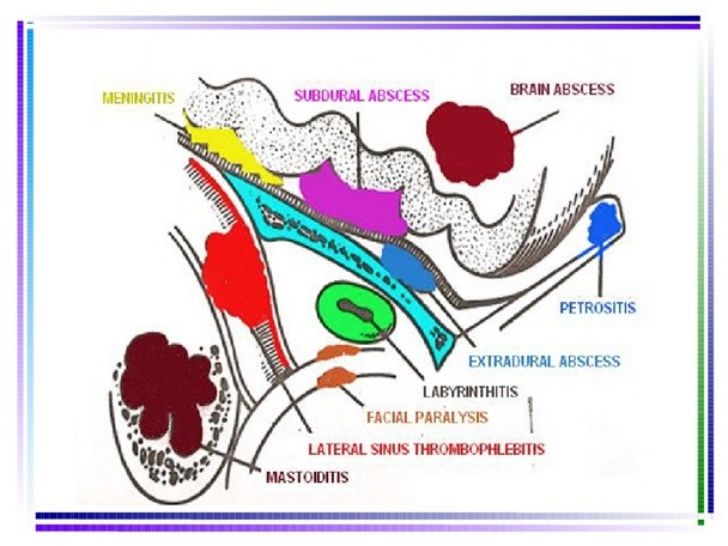 MENINGITIS
SUBDURAL ABSCESS
BRAIN ABSCESS
PETROSITIS
EXTRADURAL ABSCESS
LABYRINTHITIS
FACIAL PARALYSIS
LATERAL SINUS THROMBOPHLEBITIS
MASTOIDITIS